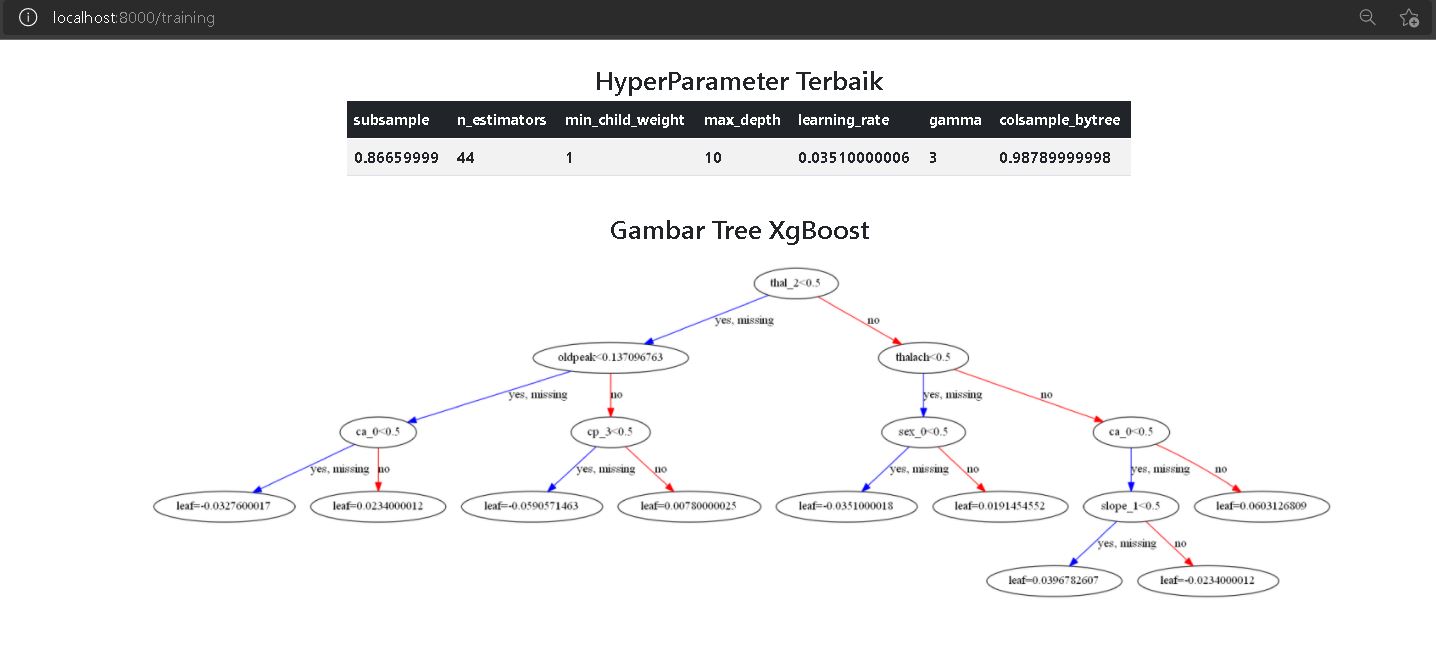 localhost:8000/training
HyperParameter Terbaik
subsample n_estimators min_child_weight max_depth learning_rate gamma colsample_bytree
0.86659999 44 1 10 0.03510000006 3 0.98789999998
Gambar Tree XgBoost
thal_2<0.5
yes, missing no
oldpeak<0.137096763 thalach<0.5
yes, missing no yes, missing no
ca_0<0.5 cp_3<0.5 sex_0<0.5 ca_0<0.5
yes, missing no yes, missing no yes, missing no yes, missing no
leaf=-0.0327600017 leaf=0.0234000012 leaf=-0.0590571463 leaf=0.00780000025 leaf=-0.0351000018 leaf=0.0191454552 slope_1<0.5 leaf=0.0603126809
yes, missing no
leaf=0.0396782607 leaf=-0.0234000012